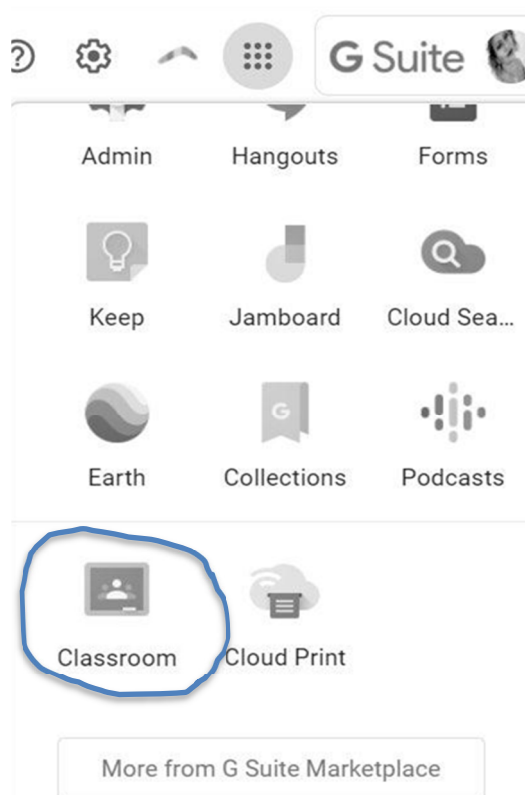 G Suite
Admin Hangouts Forms
Keep Jamboard Cloud Sea...
G
Earth Collections Podcasts
Classroom Cloud Print
More from G Suite Marketplace